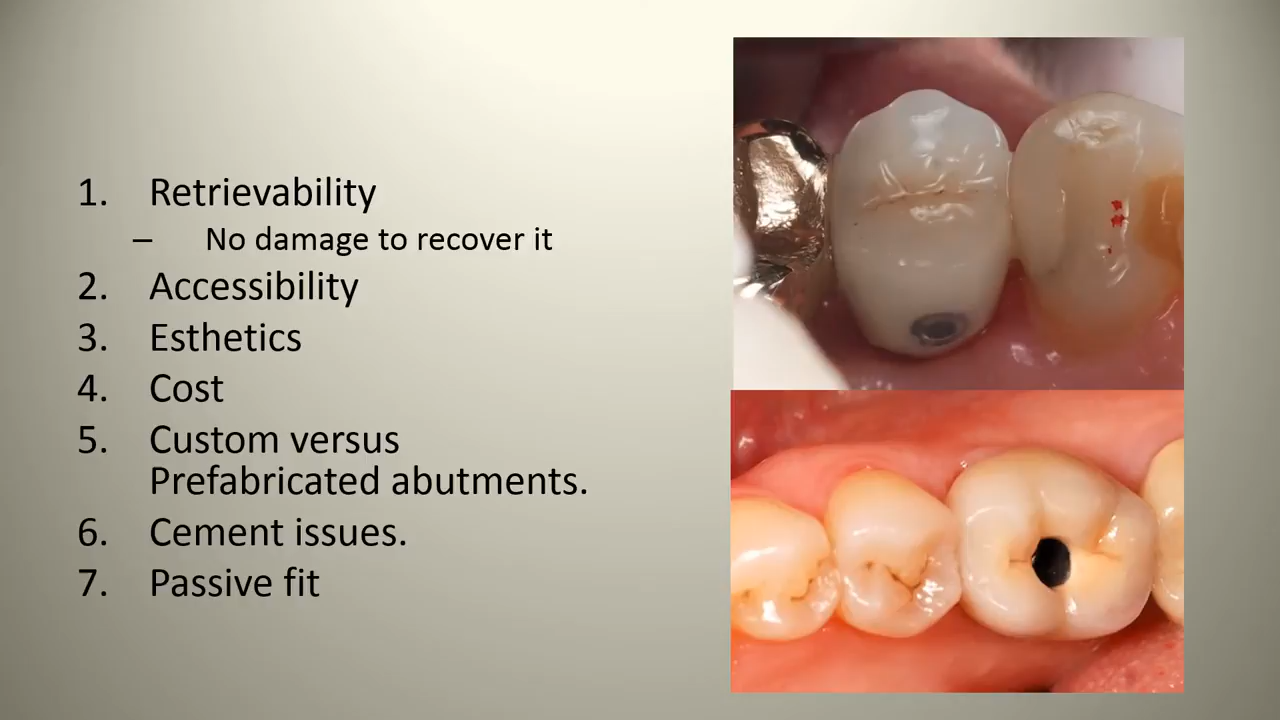 1. Retrievability
– No damage to recover it
2. Accessibility
3. Esthetics
4. Cost
5. Custom versus
Prefabricated abutments.
6. Cement issues.
7. Passive fit